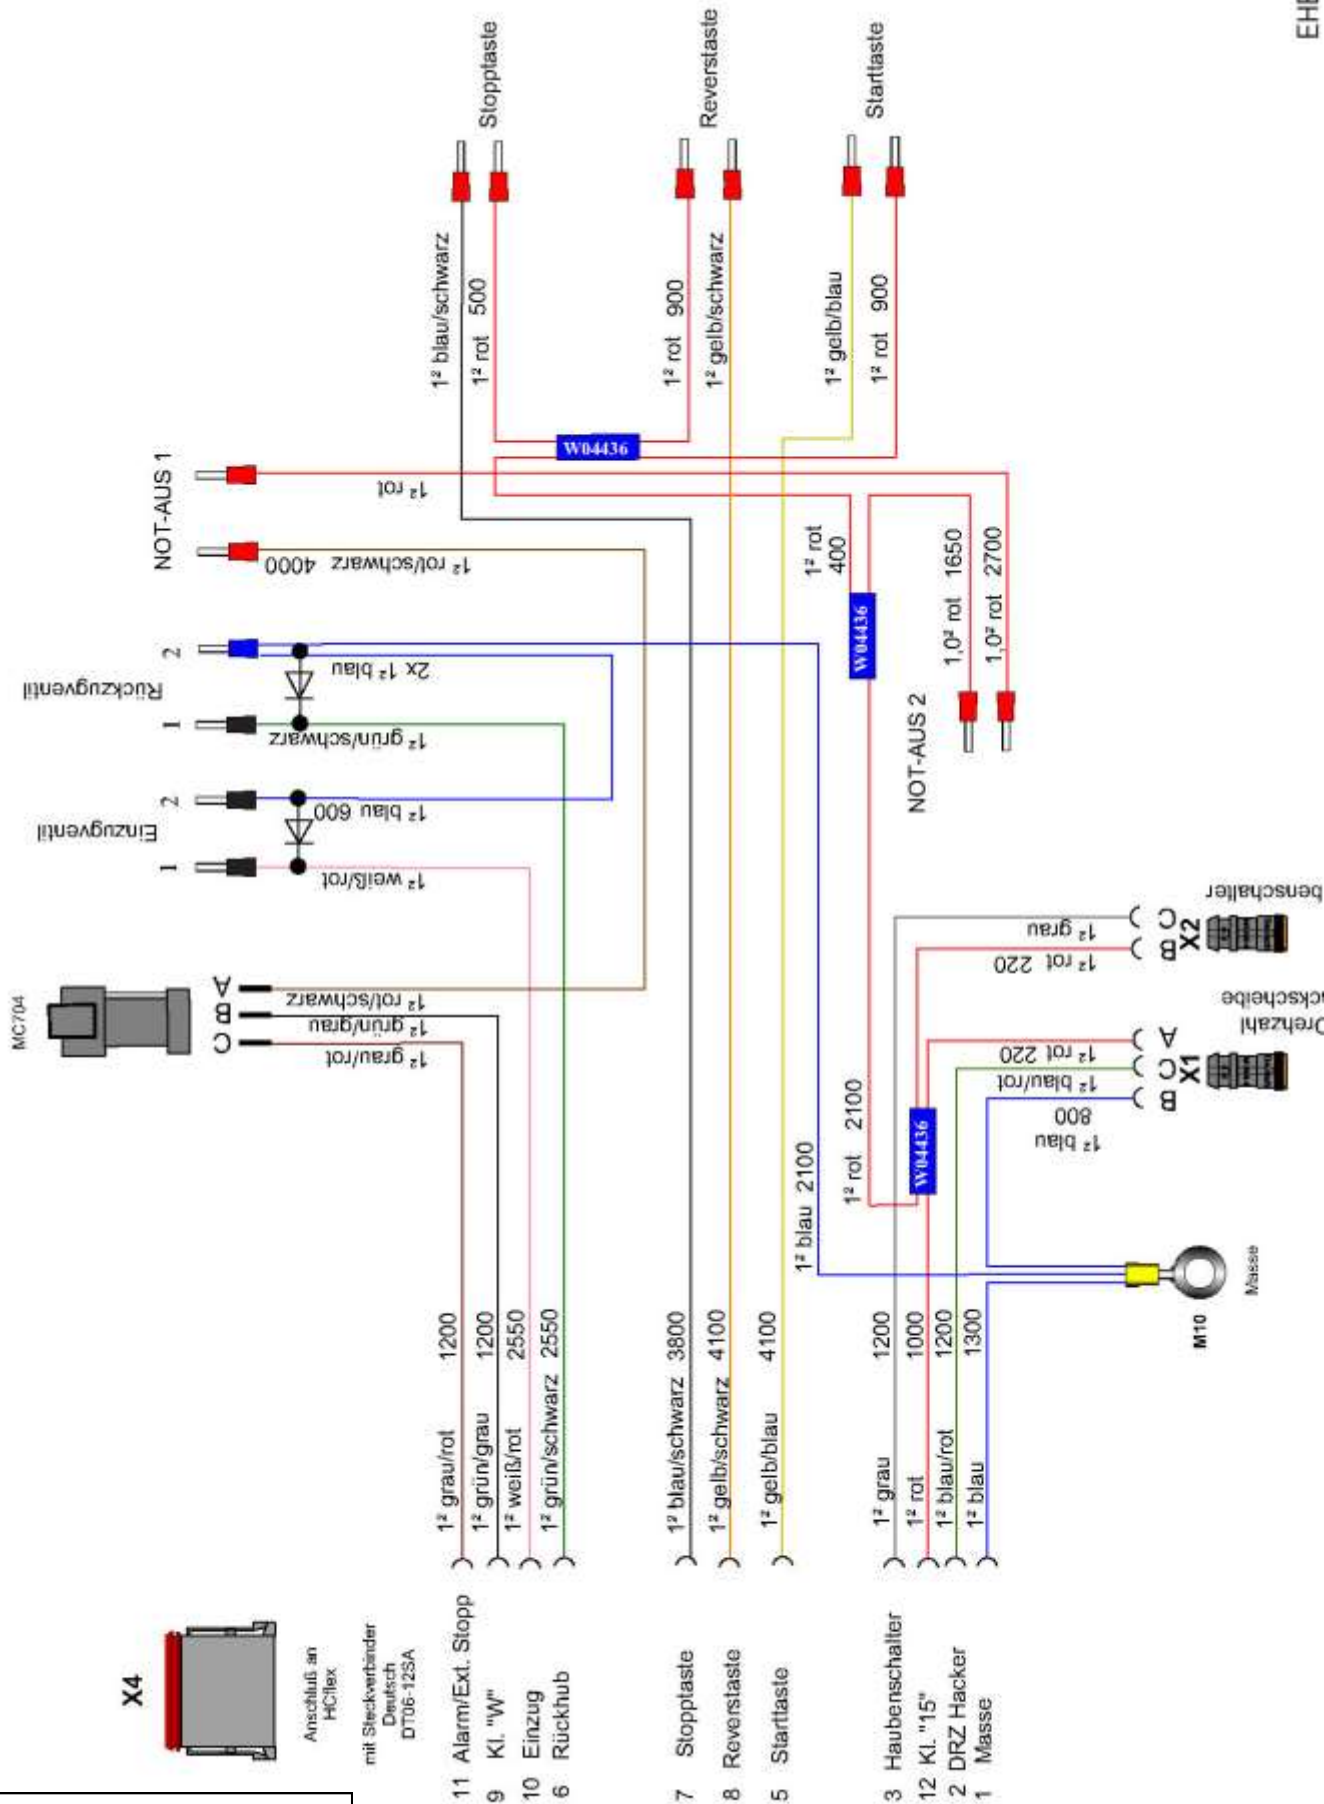 EHB
Stopptaste
Reverstaste
Starttaste
1² blau/schwarz
1² rot 500
1² rot 900
1² gelb/schwarz
1² gelb/blau
1² rot 900
W04436
NOT-AUS 1
1² rot
1² rot/schwarz 4000
Rückzugventil
2
1
2x 1² blau
1² grün/schwarz
Einzugventil
2
1
1² blau 600
1² weiß/rot
1² rot
400
W04436
1,0² rot 1650
1,0² rot 2700
NOT-AUS 2
MC704
A
B
C
1² rot/schwarz
1² grün/grau
1² grau/rot
1² grau
1² rot 220
C
B
X2
benschalter
1² rot 220
1² blau/rot
800
1² blau
A
C
B
X1
Drehzahl
ckscheibe
W04436
1² rot 2100
1² blau 2100
M10
Masse
X4
Anschluß an
HCflex
mit Steckverbinder
Deutsch
DT06-12SA
11 Alarm/Ext. Stopp 1² grau/rot 1200
9 Kl. "W" 1² grün/grau 1200
10 Einzug 1² weiß/rot 2550
6 Rückhub 1² grün/schwarz 2550
7 Stopptaste 1² blau/schwarz 3800
8 Reverstaste 1² gelb/schwarz 4100
5 Starttaste 1² gelb/blau 4100
3 Haubenschalter 1² grau 1200
12 Kl. "15" 1² rot 1000
2 DRZ Hacker 1² blau/rot 1200
1 Masse 1² blau 1300